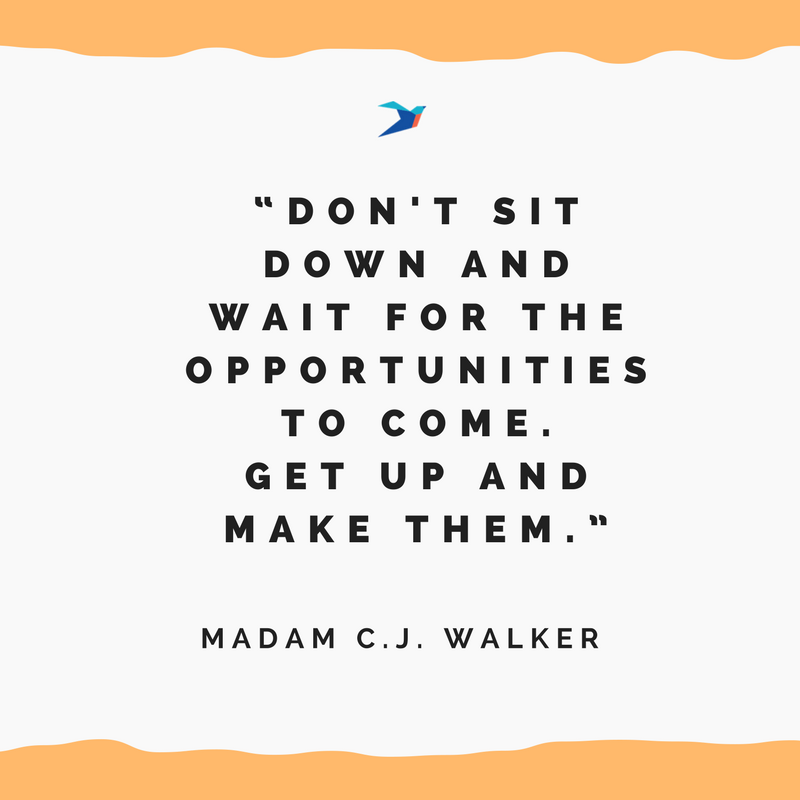 “DON'T SIT
DOWN AND
WAIT FOR THE
OPPORTUNITIES
TO COME.
GET UP AND
MAKE THEM.”
MADAM C.J. WALKER